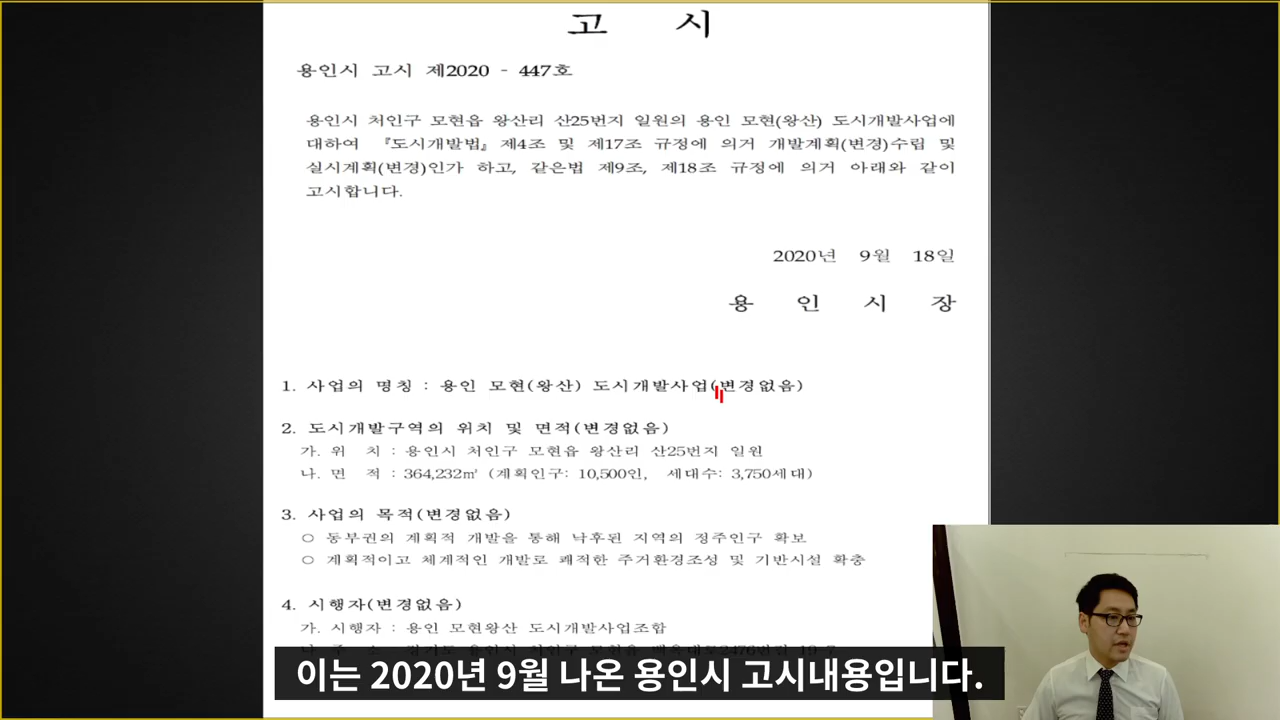 고 시
용인시 고시 제2020 - 447호
용인시 처인구 모현읍 왕산리 산25번지 일원의 용인 모현(왕산) 도시개발사업에
대하여 『도시개발법』 제4조 및 제17조 규정에 의거 개발계획(변경)수립 및
실시계획(변경)인가 하고, 같은법 제9조, 제18조 규정에 의거 아래와 같이
고시합니다.
2020년 9월 18일
용 인 시 장
1. 사업의 명칭 : 용인 모현(왕산) 도시개발사업(변경없음)
2. 도시개발구역의 위치 및 면적(변경없음)
가. 위 치 : 용인시 처인구 모현읍 왕산리 산25번지 일원
나. 면 적 : 364,232㎡ (계획인구: 10,500인, 세대수: 3,750세대)
3. 사업의 목적(변경없음)
○ 동부권의 계획적 개발을 통해 낙후된 지역의 정주인구 확보
○ 계획적이고 체계적인 개발로 쾌적한 주거환경조성 및 기반시설 확충
4. 시행자(변경없음)
가. 시행자 : 용인 모현왕산 도시개발사업조합
이는 2020년 9월 나온 용인시 고시내용입니다.